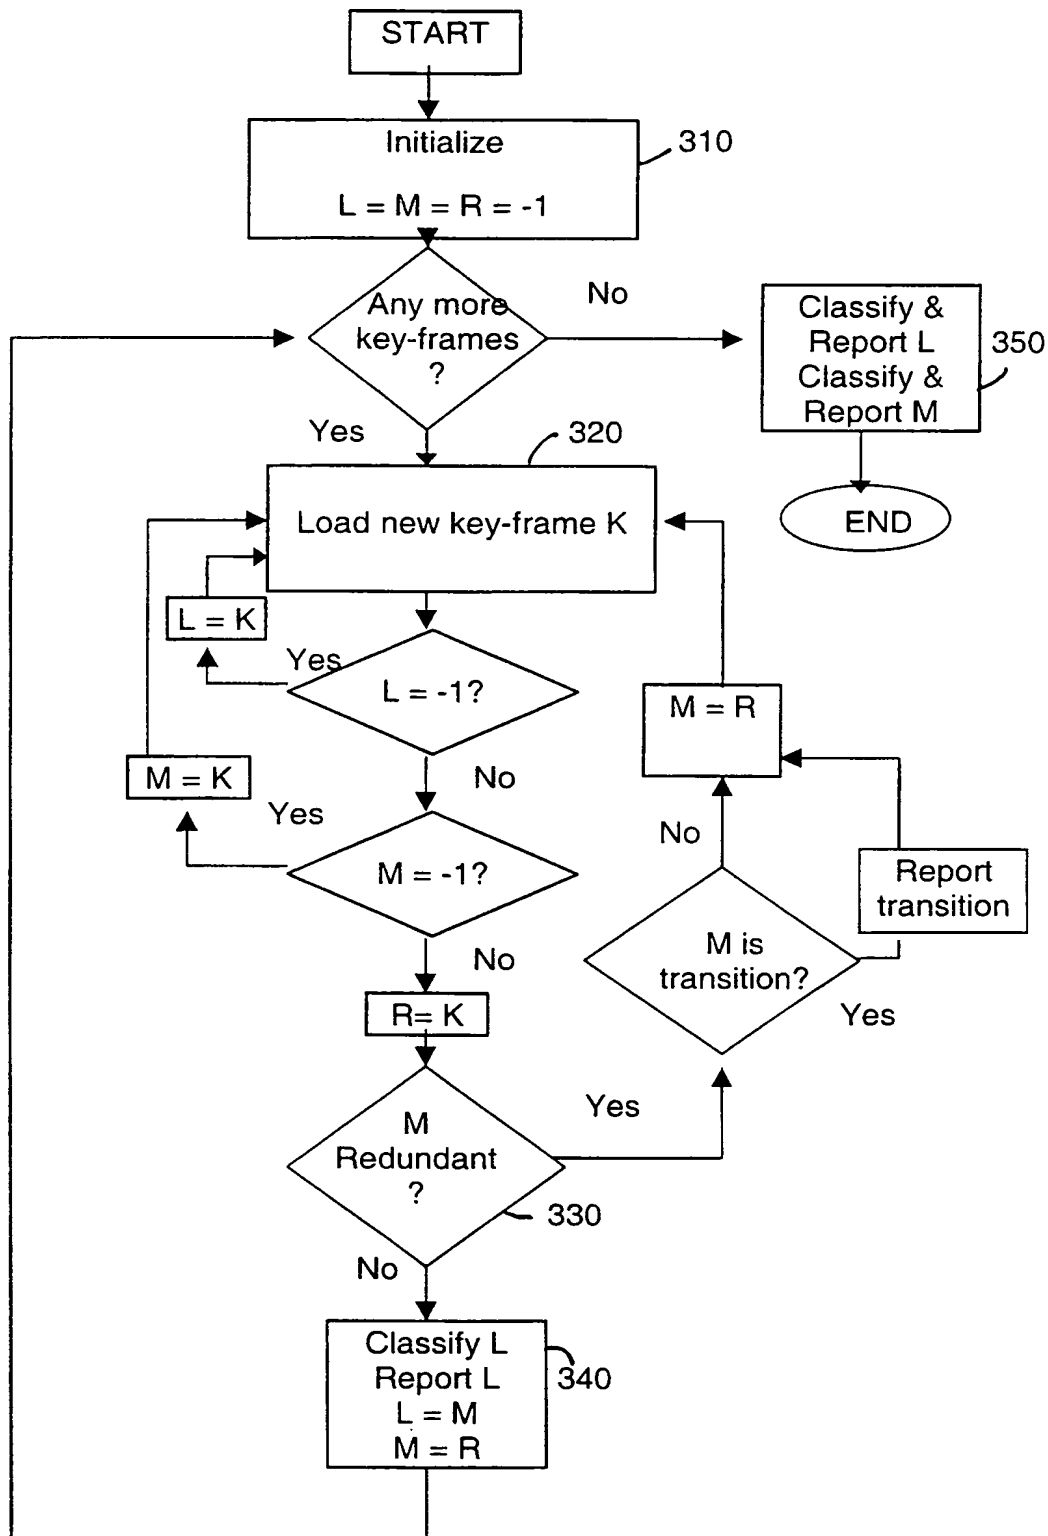 START
Initialize
310
L = M = R = -1
Any more
key-frames
?
No
Classify &
Report L
Classify &
Report M
350
Yes
320
Load new key-frame K
END
L = K
Yes
L = -1?
M = R
M = K
No
Yes
M = -1?
No
Report
transition
M is
transition?
No
Yes
R= K
M
Redundant
?
Yes
330
No
Classify L
Report L
L = M
M = R
340